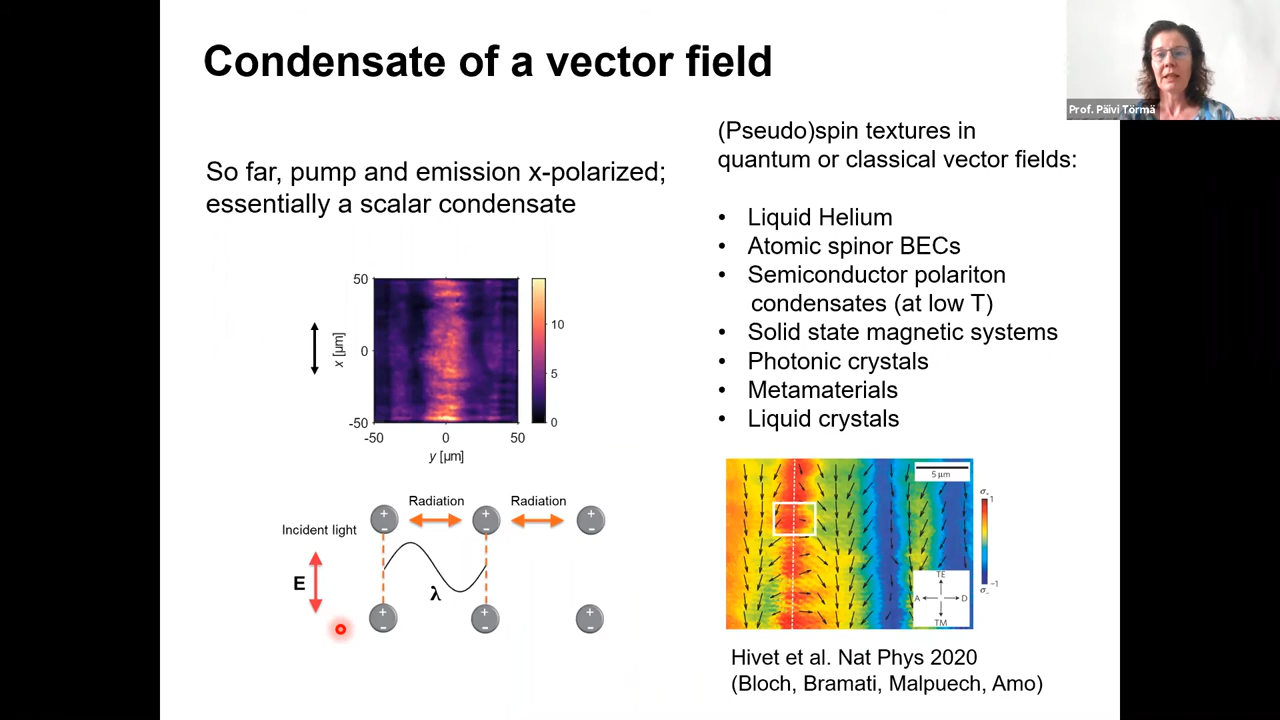 Condensate of a vector field
Prof. Päivi Törmä
So far, pump and emission x-polarized;
essentially a scalar condensate
50
0
-50
x [µm]
-50
0
50
y [µm]
10
5
0
Radiation
Radiation
Incident light
E
λ
+ + +
- - -
+ + +
- - -
(Pseudo)spin textures in
quantum or classical vector fields:
• Liquid Helium
• Atomic spinor BECs
• Semiconductor polariton
condensates (at low T)
• Solid state magnetic systems
• Photonic crystals
• Metamaterials
• Liquid crystals
5 µm
σ+
1
-1
σ-
TE
A
D
TM
Hivet et al. Nat Phys 2020
(Bloch, Bramati, Malpuech, Amo)